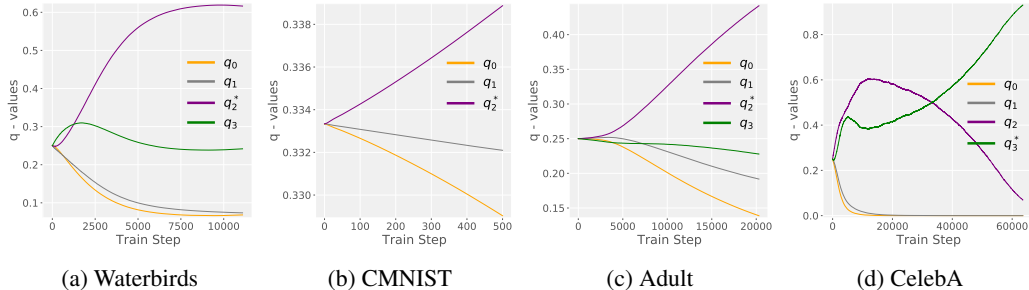 q - values
0.6
0.5
0.4
0.3
0.2
0.1
q0
q1
q2*
q3
0 2500 5000 7500 10000
Train Step
(a) Waterbirds
q - values
0.338
0.336
0.334
0.332
0.330
q0
q1
q2*
0 100 200 300 400 500
Train Step
(b) CMNIST
q - values
0.40
0.35
0.30
0.25
0.20
0.15
q0
q1
q2*
q3
0 5000 10000 15000 20000
Train Step
(c) Adult
q - values
0.8
0.6
0.4
0.2
0.0
q0
q1
q2
q3*
0 20000 40000 60000
Train Step
(d) CelebA